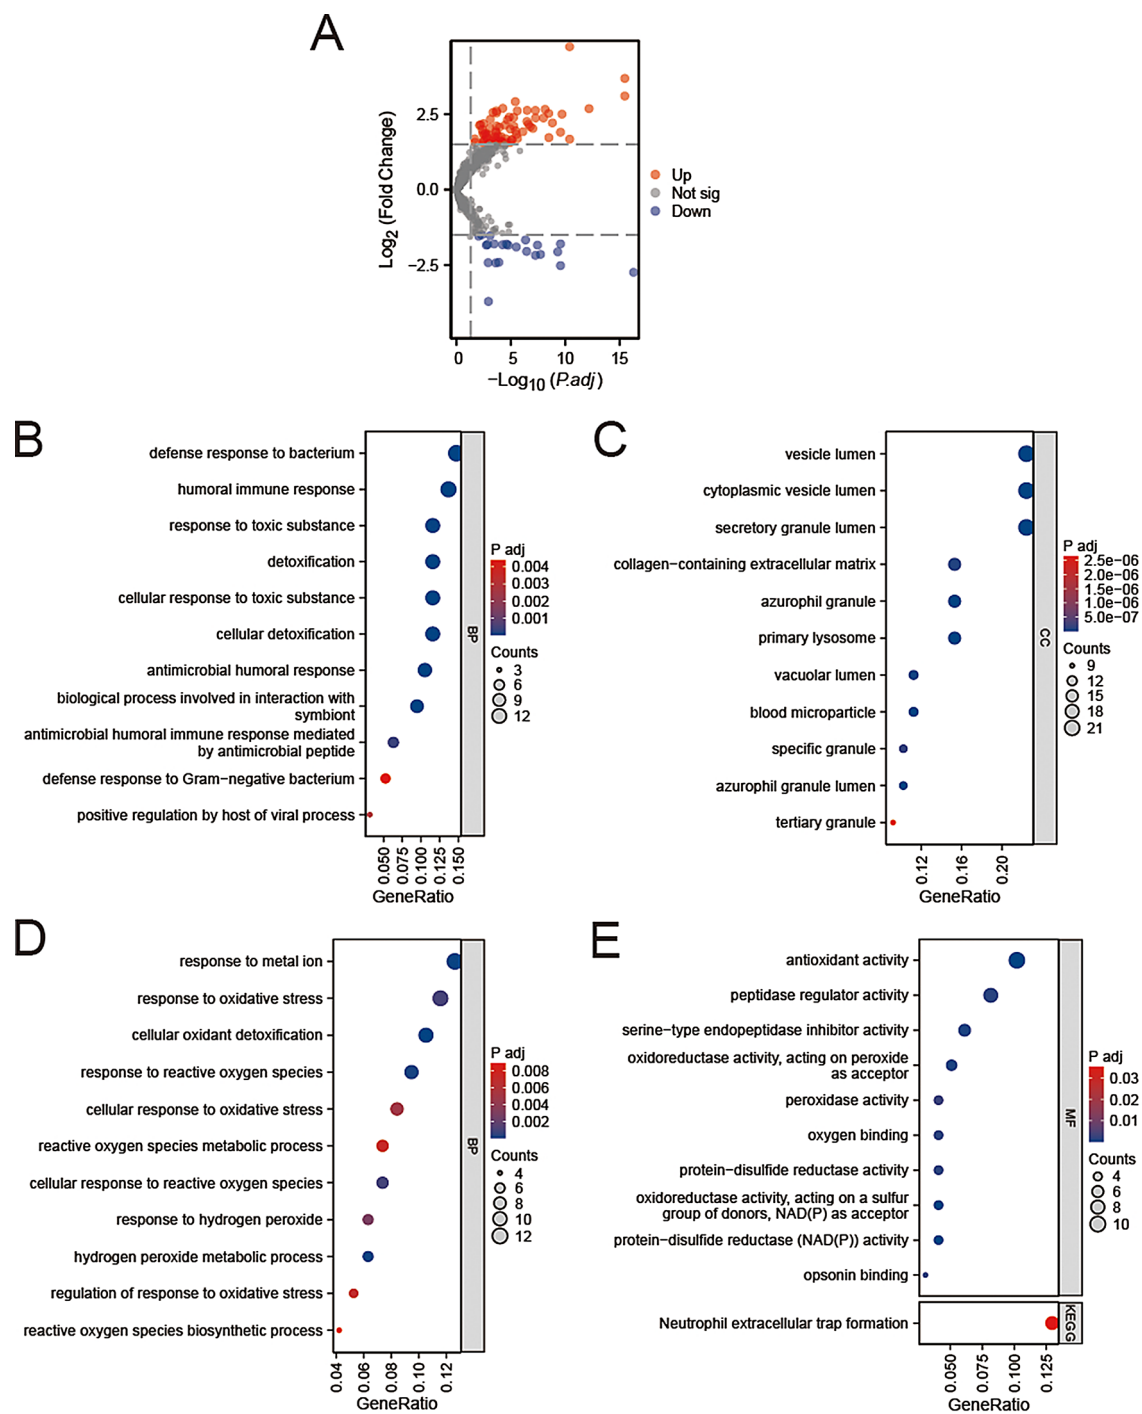 A
Log2 (Fold Change)
2.5
0.0
−2.5
0 5 10 15
−Log10 (P.adj)
Up
Not sig
Down
B
defense response to bacterium
humoral immune response
response to toxic substance
detoxification
cellular response to toxic substance
cellular detoxification
antimicrobial humoral response
biological process involved in interaction with
symbiont
antimicrobial humoral immune response mediated
by antimicrobial peptide
defense response to Gram−negative bacterium
positive regulation by host of viral process
0.050 0.075 0.100 0.125 0.150
GeneRatio
BP
P adj
0.004
0.003
0.002
0.001
Counts
3
6
9
12
C
vesicle lumen
cytoplasmic vesicle lumen
secretory granule lumen
collagen−containing extracellular matrix
azurophil granule
primary lysosome
vacuolar lumen
blood microparticle
specific granule
azurophil granule lumen
tertiary granule
0.12 0.16 0.20
GeneRatio
CC
P adj
2.5e−06
2.0e−06
1.5e−06
1.0e−06
5.0e−07
Counts
9
12
15
18
21
D
response to metal ion
response to oxidative stress
cellular oxidant detoxification
response to reactive oxygen species
cellular response to oxidative stress
reactive oxygen species metabolic process
cellular response to reactive oxygen species
response to hydrogen peroxide
hydrogen peroxide metabolic process
regulation of response to oxidative stress
reactive oxygen species biosynthetic process
0.04 0.06 0.08 0.10 0.12
GeneRatio
BP
P adj
0.008
0.006
0.004
0.002
Counts
4
6
8
10
12
E
antioxidant activity
peptidase regulator activity
serine−type endopeptidase inhibitor activity
oxidoreductase activity, acting on peroxide
as acceptor
peroxidase activity
oxygen binding
protein−disulfide reductase activity
oxidoreductase activity, acting on a sulfur
group of donors, NAD(P) as acceptor
protein−disulfide reductase (NAD(P)) activity
opsonin binding
Neutrophil extracellular trap formation
0.050 0.075 0.100 0.125
GeneRatio
MF
KEGG
P adj
0.03
0.02
0.01
Counts
4
6
8
10